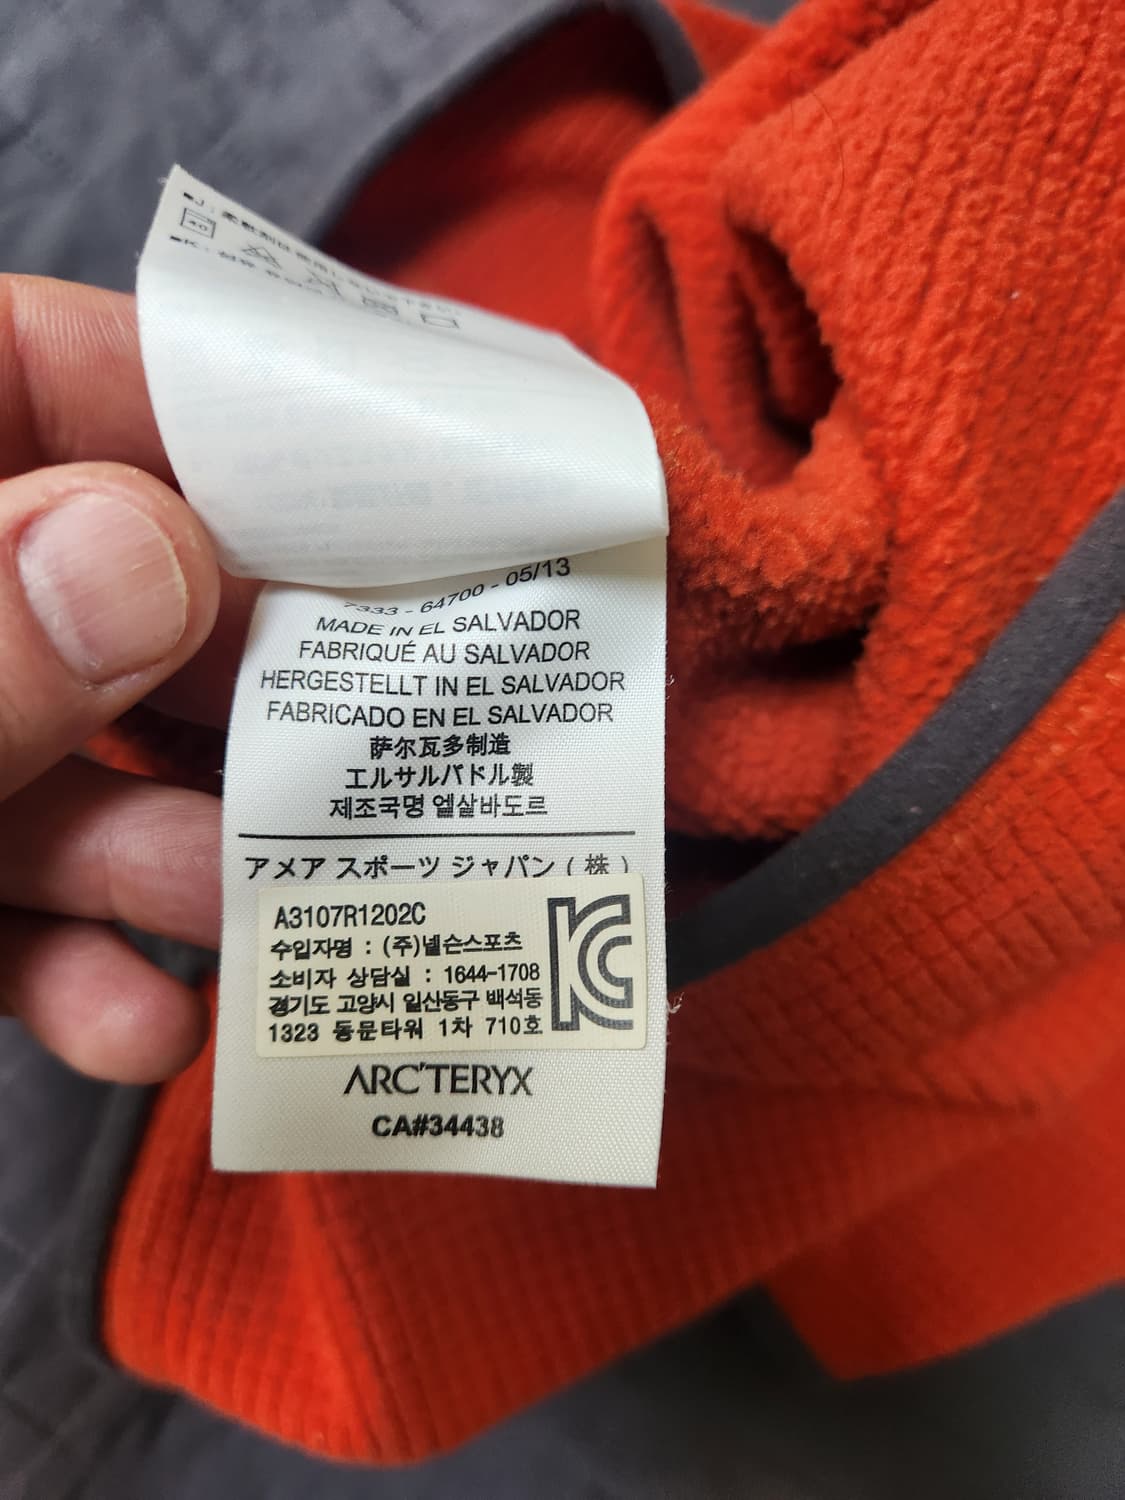 7333 - 64700 - 05/13
MADE IN EL SALVADOR
FABRIQUÉ AU SALVADOR
HERGESTELLT IN EL SALVADOR
FABRICADO EN EL SALVADOR
萨尔瓦多制造
エルサルバドル製
제조국명 엘살바도르
アメア スポーツ ジャパン ( 株 )
A3107R1202C
수입자명 : (주)넬슨스포츠
소비자 상담실 : 1644-1708
경기도 고양시 일산동구 백석동
1323 동문타워 1차 710호
ARC'TERYX
CA#34438